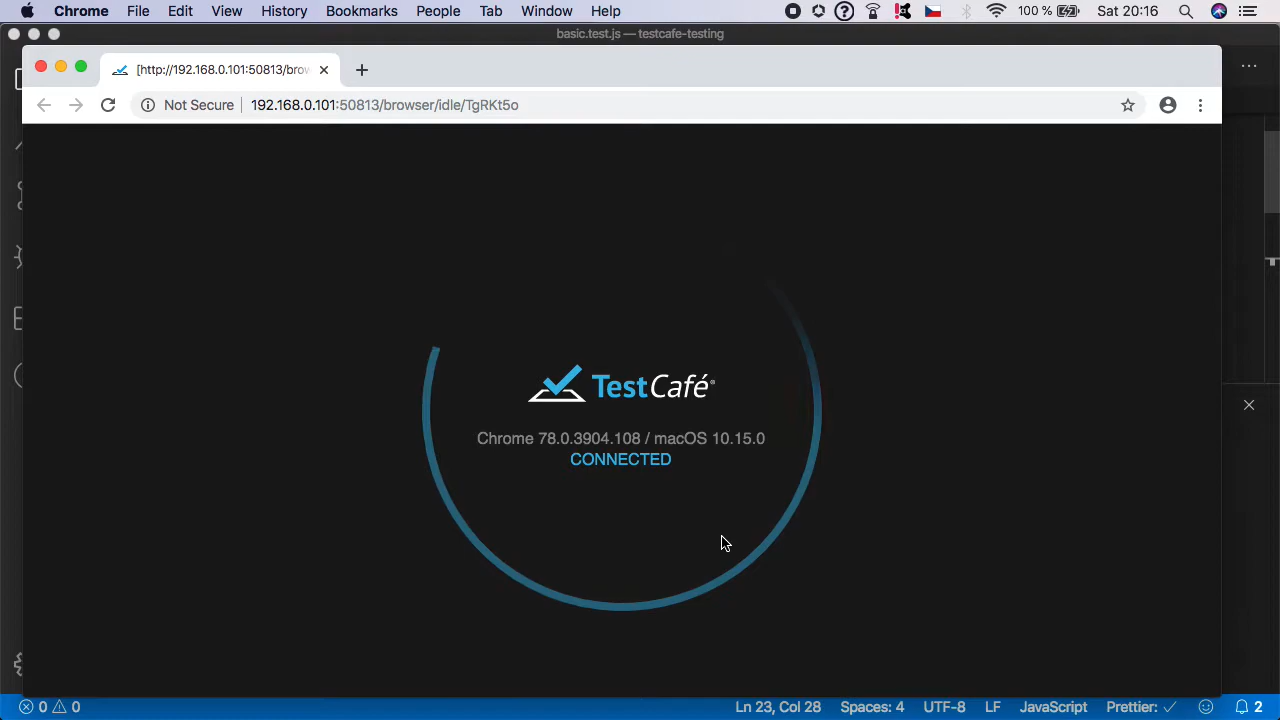 Chrome File Edit View History Bookmarks People Tab Window Help 100 % Sat 20:16
basic.test.js — testcafe-testing
[http://192.168.0.101:50813/brow
Not Secure 192.168.0.101:50813/browser/idle/TgRKt5o
TestCafé®
Chrome 78.0.3904.108 / macOS 10.15.0
CONNECTED
0 0 Ln 23, Col 28 Spaces: 4 UTF-8 LF JavaScript Prettier: ✓ 2